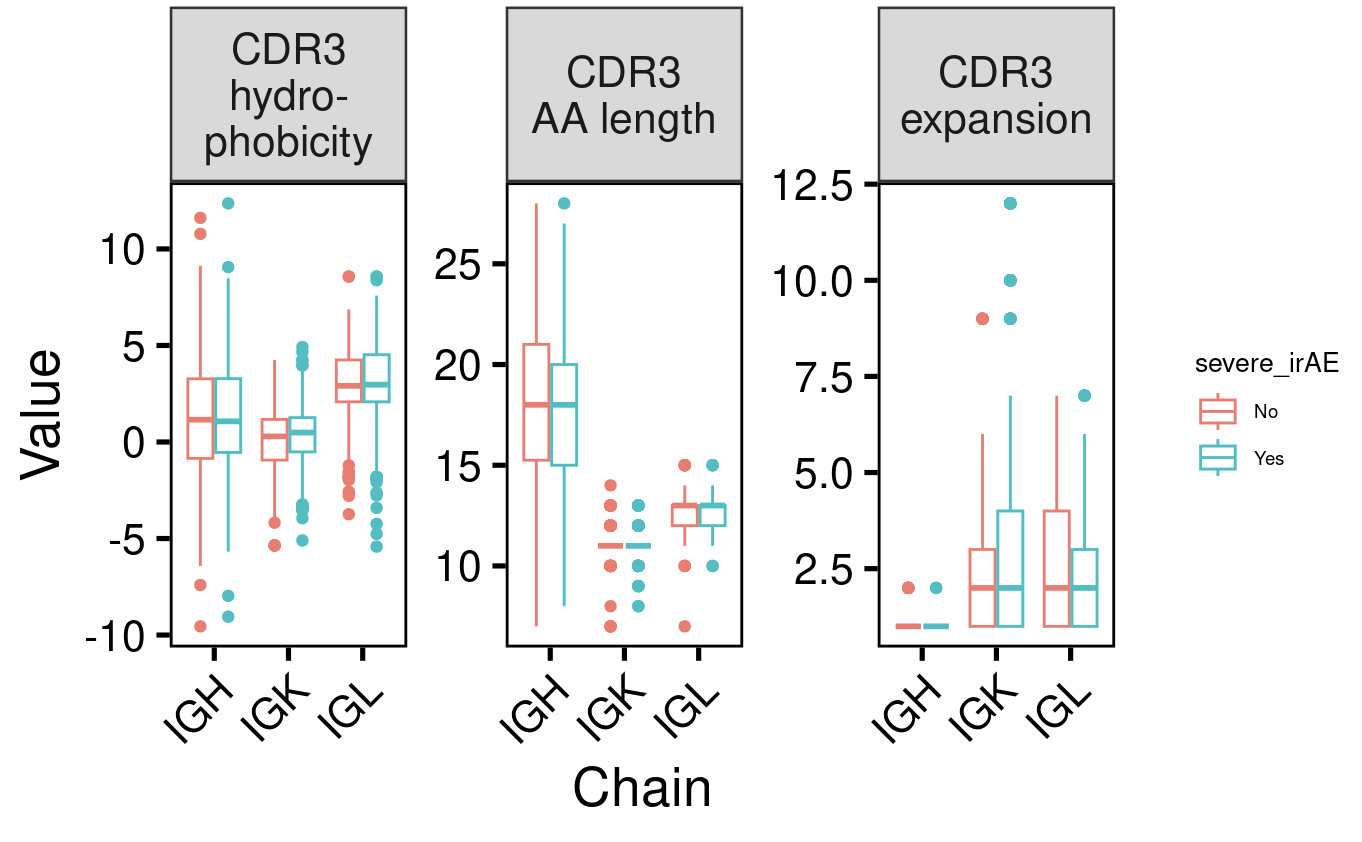 CDR3
hydro-
phobicity
CDR3
AA length
CDR3
expansion
Value
10
5
0
-5
-10
25
20
15
10
12.5
10.0
7.5
5.0
2.5
IGH
IGK
IGL
IGH
IGK
IGL
IGH
IGK
IGL
Chain
severe_irAE
No
Yes